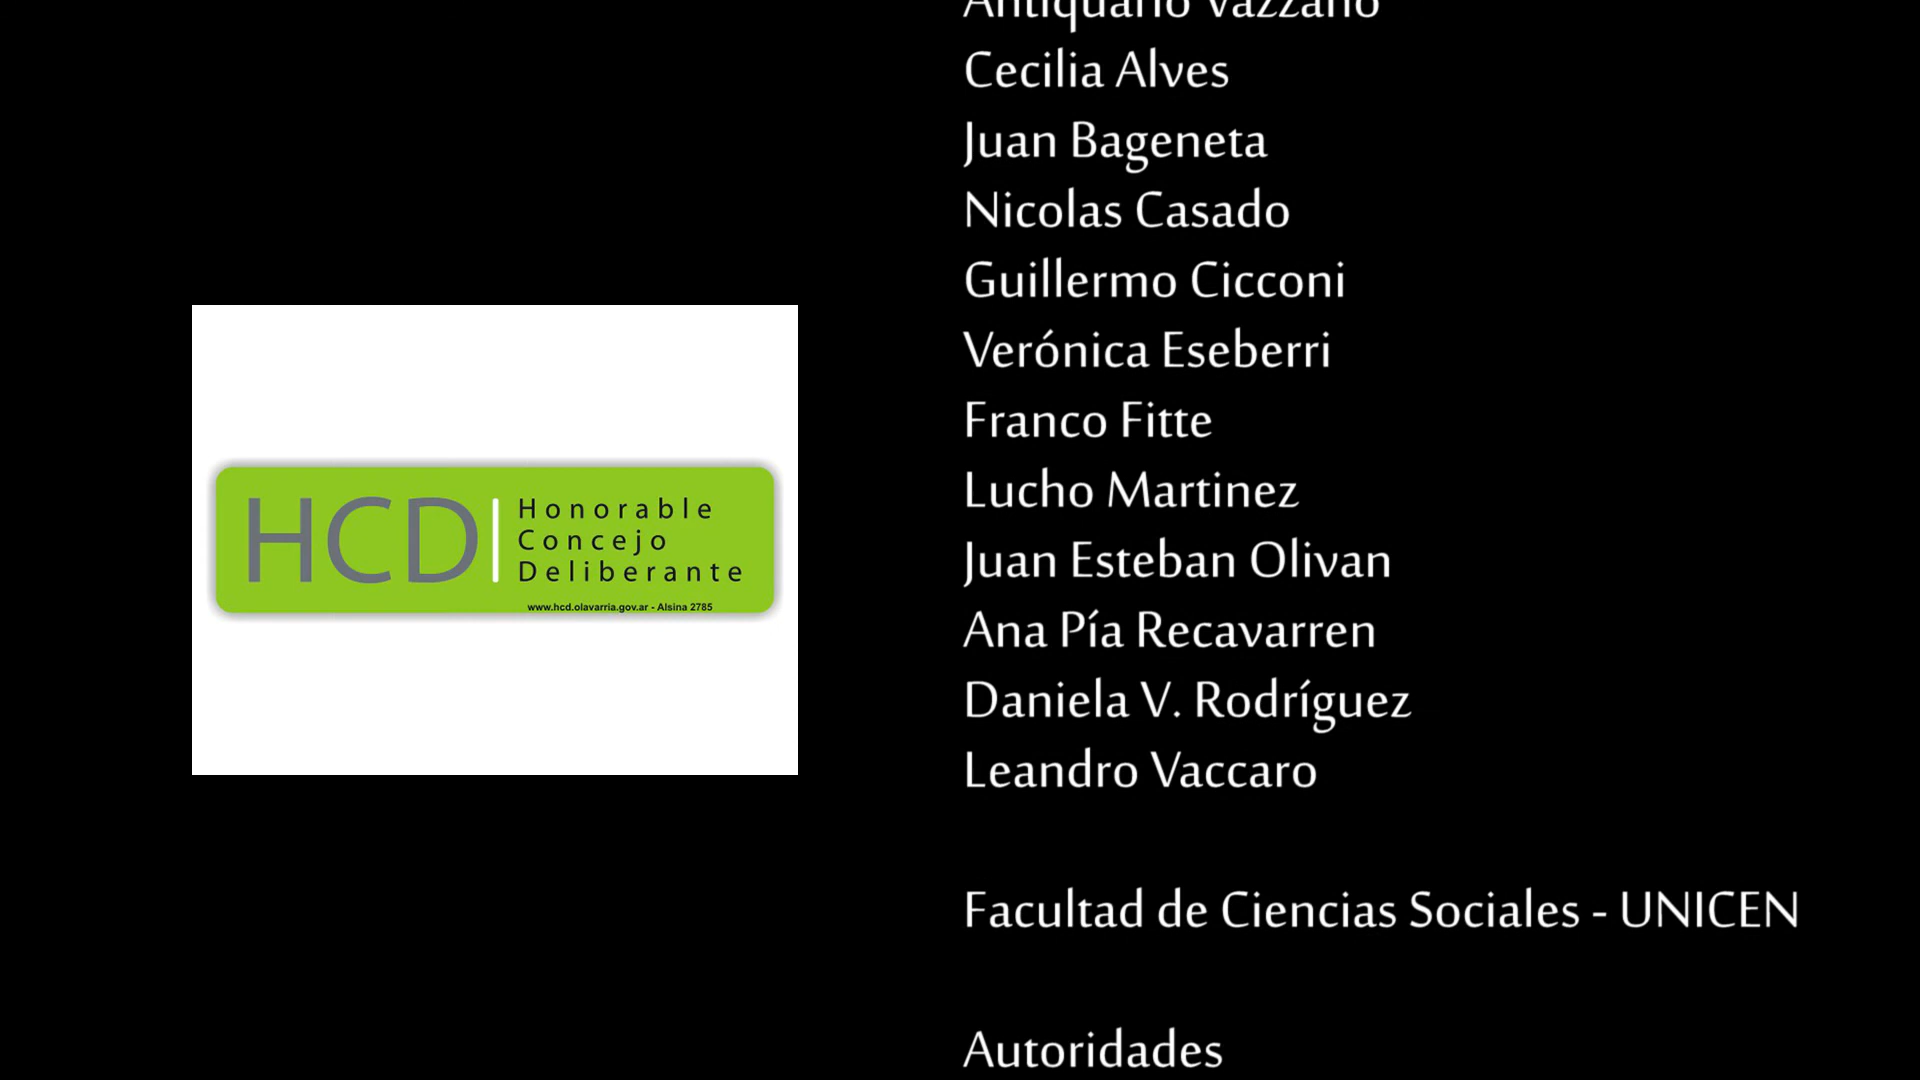 HCD
Honorable
Concejo
Deliberante
www.hcd.olavarria.gov.ar - Alsina 2785
Antiquario Vazzano
Cecilia Alves
Juan Bageneta
Nicolas Casado
Guillermo Cicconi
Verónica Eseberri
Franco Fitte
Lucho Martinez
Juan Esteban Olivan
Ana Pía Recavarren
Daniela V. Rodríguez
Leandro Vaccaro
Facultad de Ciencias Sociales - UNICEN
Autoridades